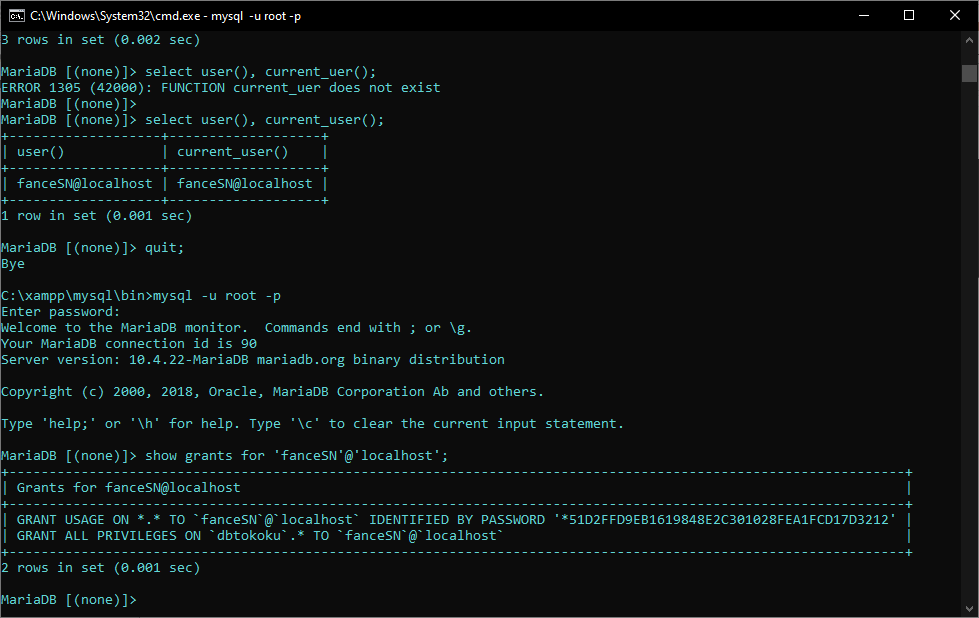 C:\Windows\System32\cmd.exe - mysql  -u root -p
3 rows in set (0.002 sec)
MariaDB [(none)]> select user(), current_uer();
ERROR 1305 (42000): FUNCTION current_uer does not exist
MariaDB [(none)]>
MariaDB [(none)]> select user(), current_user();
+-------------------+-------------------+
| user()            | current_user()    |
+-------------------+-------------------+
| fanceSN@localhost | fanceSN@localhost |
+-------------------+-------------------+
1 row in set (0.001 sec)
MariaDB [(none)]> quit;
Bye
C:\xampp\mysql\bin>mysql -u root -p
Enter password:
Welcome to the MariaDB monitor.  Commands end with ; or \g.
Your MariaDB connection id is 90
Server version: 10.4.22-MariaDB mariadb.org binary distribution
Copyright (c) 2000, 2018, Oracle, MariaDB Corporation Ab and others.
Type 'help;' or '\h' for help. Type '\c' to clear the current input statement.
MariaDB [(none)]> show grants for 'fanceSN'@'localhost';
+----------------------------------------------------------------------------------------------------------------+
| Grants for fanceSN@localhost                                                                                   |
+----------------------------------------------------------------------------------------------------------------+
| GRANT USAGE ON *.* TO `fanceSN`@`localhost` IDENTIFIED BY PASSWORD '*51D2FFD9EB1619848E2C301028FEA1FCD17D3212' |
| GRANT ALL PRIVILEGES ON `dbtokoku`.* TO `fanceSN`@`localhost`                                                  |
+----------------------------------------------------------------------------------------------------------------+
2 rows in set (0.001 sec)
MariaDB [(none)]>